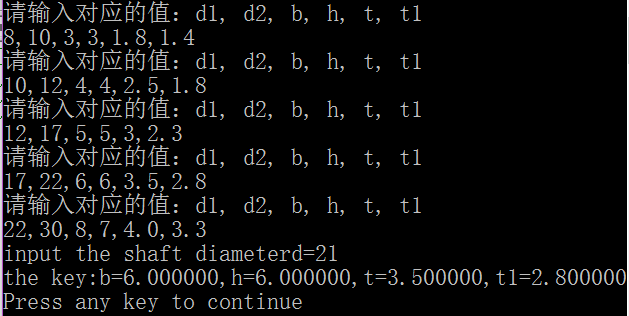 请输入对应的值：d1, d2, b, h, t, t1
8,10,3,3,1.8,1.4
请输入对应的值：d1, d2, b, h, t, t1
10,12,4,4,2.5,1.8
请输入对应的值：d1, d2, b, h, t, t1
12,17,5,5,3,2.3
请输入对应的值：d1, d2, b, h, t, t1
17,22,6,6,3.5,2.8
请输入对应的值：d1, d2, b, h, t, t1
22,30,8,7,4.0,3.3
input the shaft diameterd=21
the key:b=6.000000,h=6.000000,t=3.500000,t1=2.800000
Press any key to continue